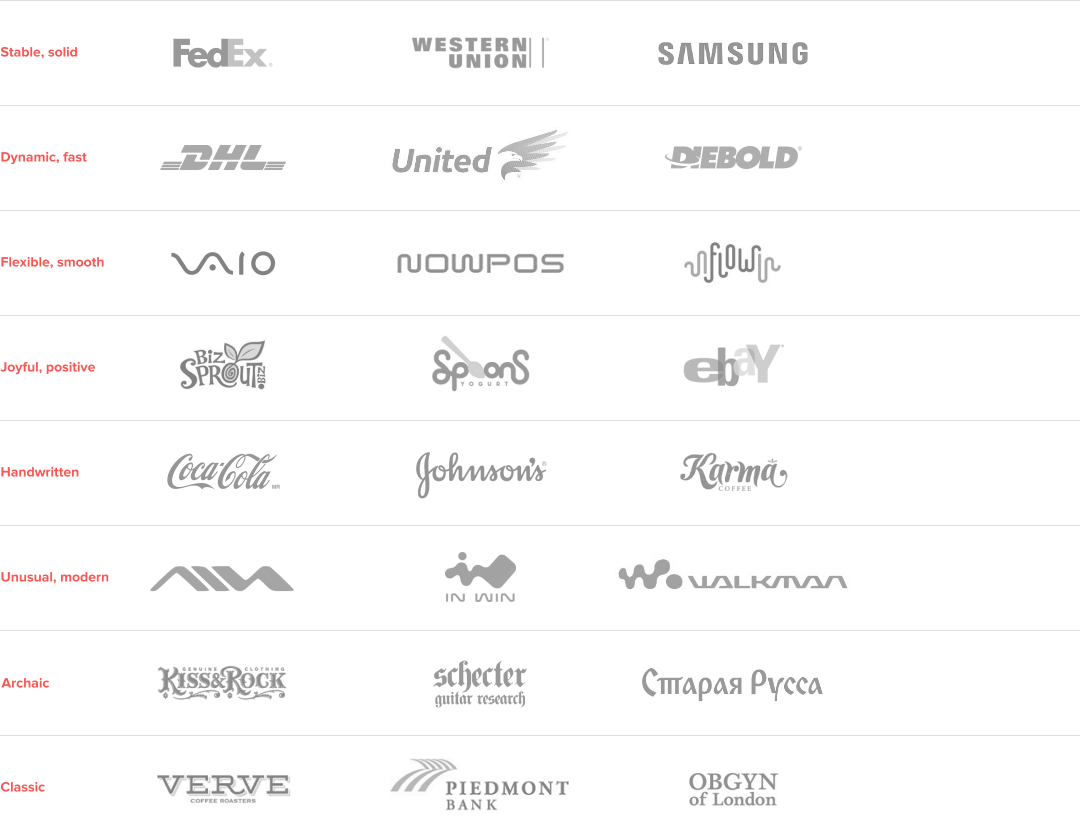 Stable, solid
FedEx®
WESTERN
UNION
SAMSUNG
Dynamic, fast
DHL
United
DIEBOLD®
Flexible, smooth
VAIO
NOWPOS
flowin
Joyful, positive
BIZ
SPROUT.BIZ
SpoonS
YOGURT
ebaY
Handwritten
Coca-Cola MR
Johnson's®
Karma
COFFEE
Unusual, modern
IN WIN
W. WALKMAN
Archaic
GENUINE CLOTHING
KISS&ROCK
schecter
guitar research
Старая Русса
Classic
VERVE
COFFEE ROASTERS
PIEDMONT
BANK
OBGYN
of London